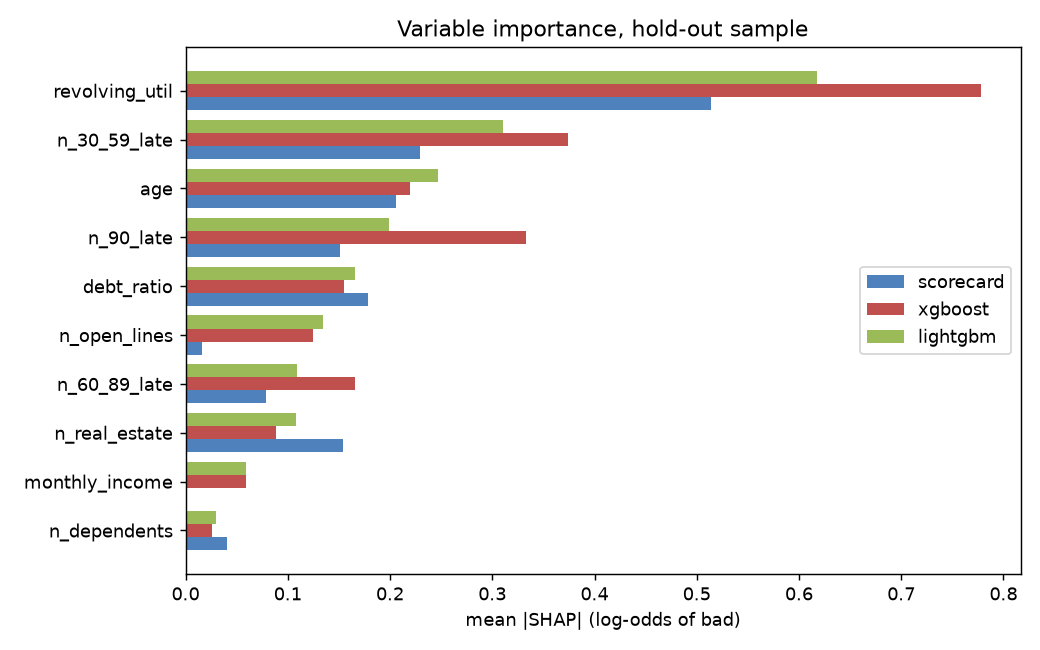 Variable importance, hold-out sample
revolving_util
n_30_59_late
age
n_90_late
debt_ratio
n_open_lines
n_60_89_late
n_real_estate
monthly_income
n_dependents
scorecard
xgboost
lightgbm
0.0 0.1 0.2 0.3 0.4 0.5 0.6 0.7 0.8
mean |SHAP| (log-odds of bad)